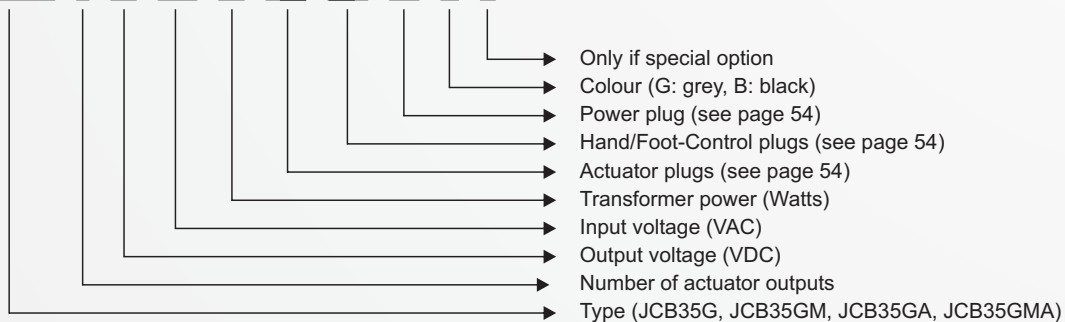 Only if special option
Colour (G: grey, B: black)
Power plug (see page 54)
Hand/Foot-Control plugs (see page 54)
Actuator plugs (see page 54)
Transformer power (Watts)
Input voltage (VAC)
Output voltage (VDC)
Number of actuator outputs
Type (JCB35G, JCB35GM, JCB35GA, JCB35GMA)